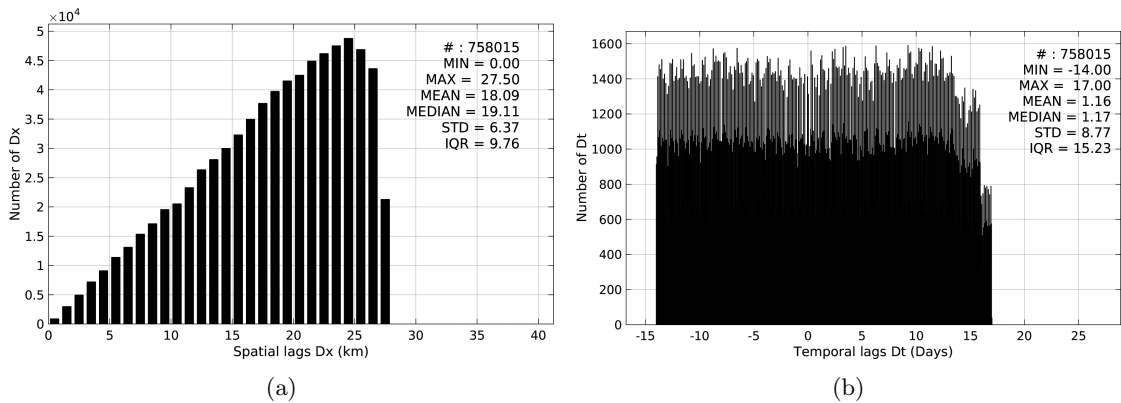 ×10⁴
5
4.5
4
3.5
3
2.5
2
1.5
1
0.5
0
Number of Dx
# : 758015
MIN = 0.00
MAX = 27.50
MEAN = 18.09
MEDIAN = 19.11
STD = 6.37
IQR = 9.76
0 5 10 15 20 25 30 35 40
Spatial lags Dx (km)
(a)
1600
1400
1200
1000
800
600
400
200
0
Number of Dt
# : 758015
MIN = -14.00
MAX = 17.00
MEAN = 1.16
MEDIAN = 1.17
STD = 8.77
IQR = 15.23
-15 -10 -5 0 5 10 15 20 25
Temporal lags Dt (Days)
(b)